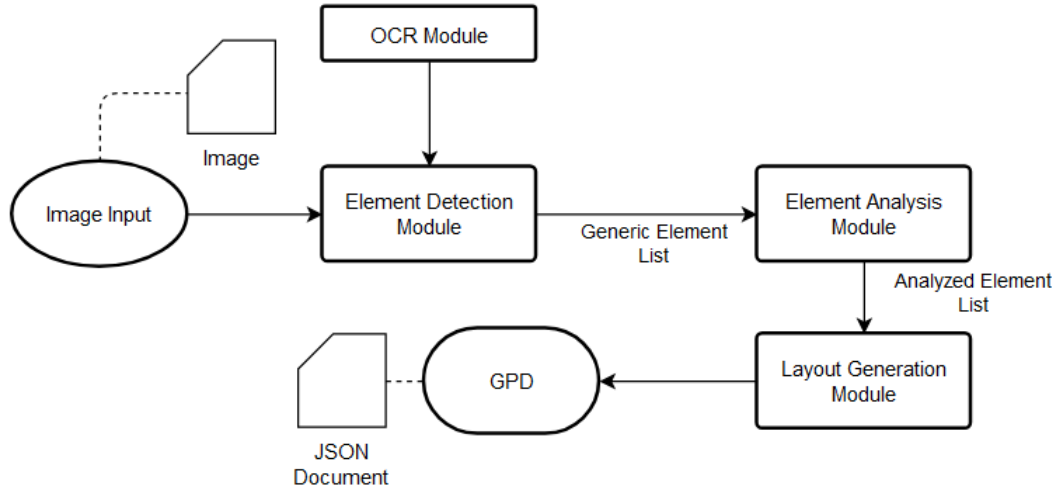 OCR Module
Image
Image Input
Element Detection
Module
Generic Element
List
Element Analysis
Module
Analyzed Element
List
Layout Generation
Module
GPD
JSON
Document